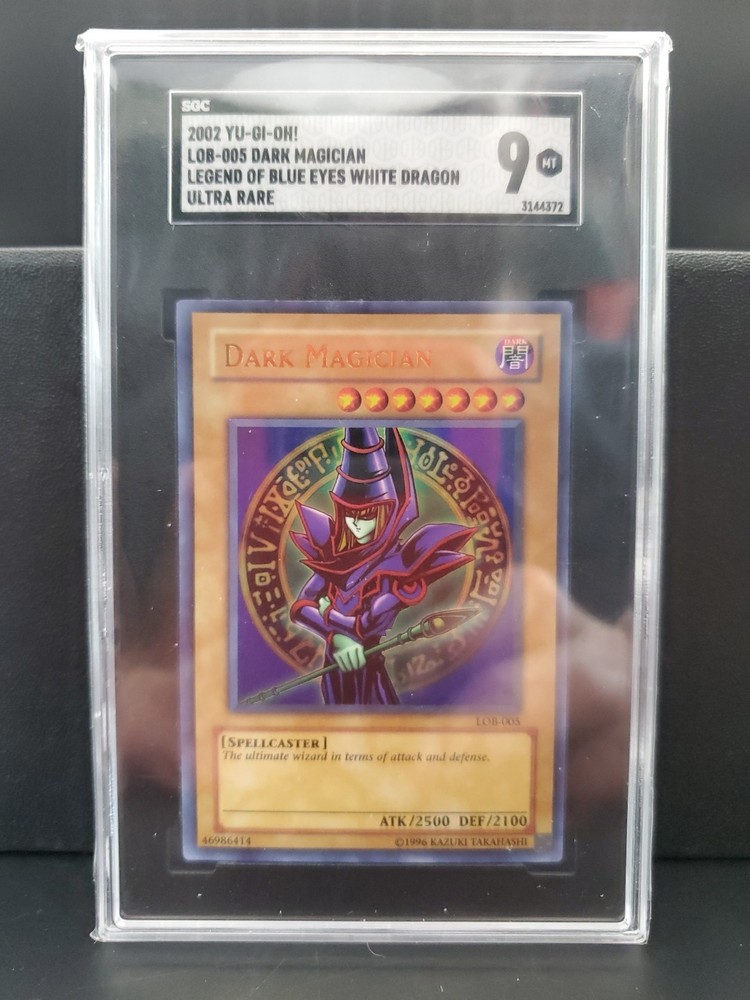 SGC
2002 YU-GI-OH!
LOB-005 DARK MAGICIAN
LEGEND OF BLUE EYES WHITE DRAGON
ULTRA RARE
9 MT
3144372
DARK MAGICIAN
DARK
闇
LOB-005
[SPELLCASTER]
The ultimate wizard in terms of attack and defense.
ATK/2500 DEF/2100
46986414
©1996 KAZUKI TAKAHASHI